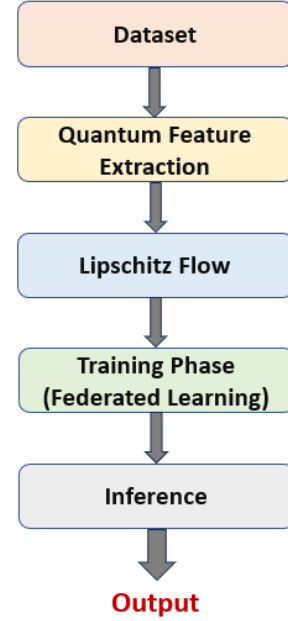 Dataset
Quantum Feature
Extraction
Lipschitz Flow
Training Phase
(Federated Learning)
Inference
Output